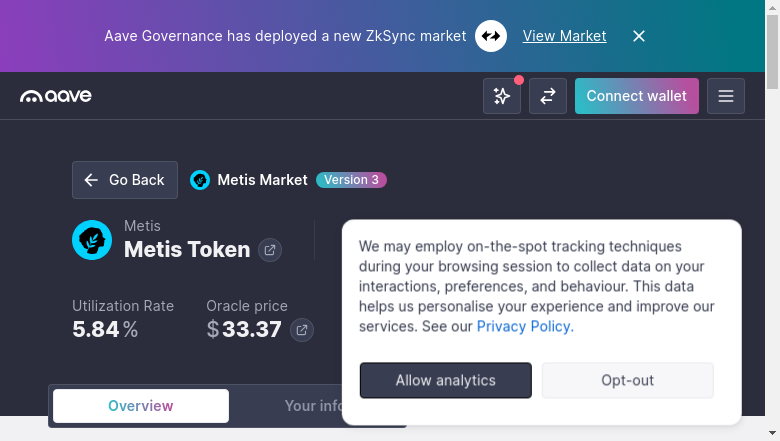 Aave Governance has deployed a new ZkSync market View Market
aave
Connect wallet
Go Back
Metis Market
Version 3
Metis
Metis Token
Utilization Rate
5.84%
Oracle price
$33.37
We may employ on-the-spot tracking techniques
during your browsing session to collect data on your
interactions, preferences, and behaviour. This data
helps us personalise your experience and improve our
services. See our Privacy Policy.
Allow analytics
Opt-out
Overview
Your info